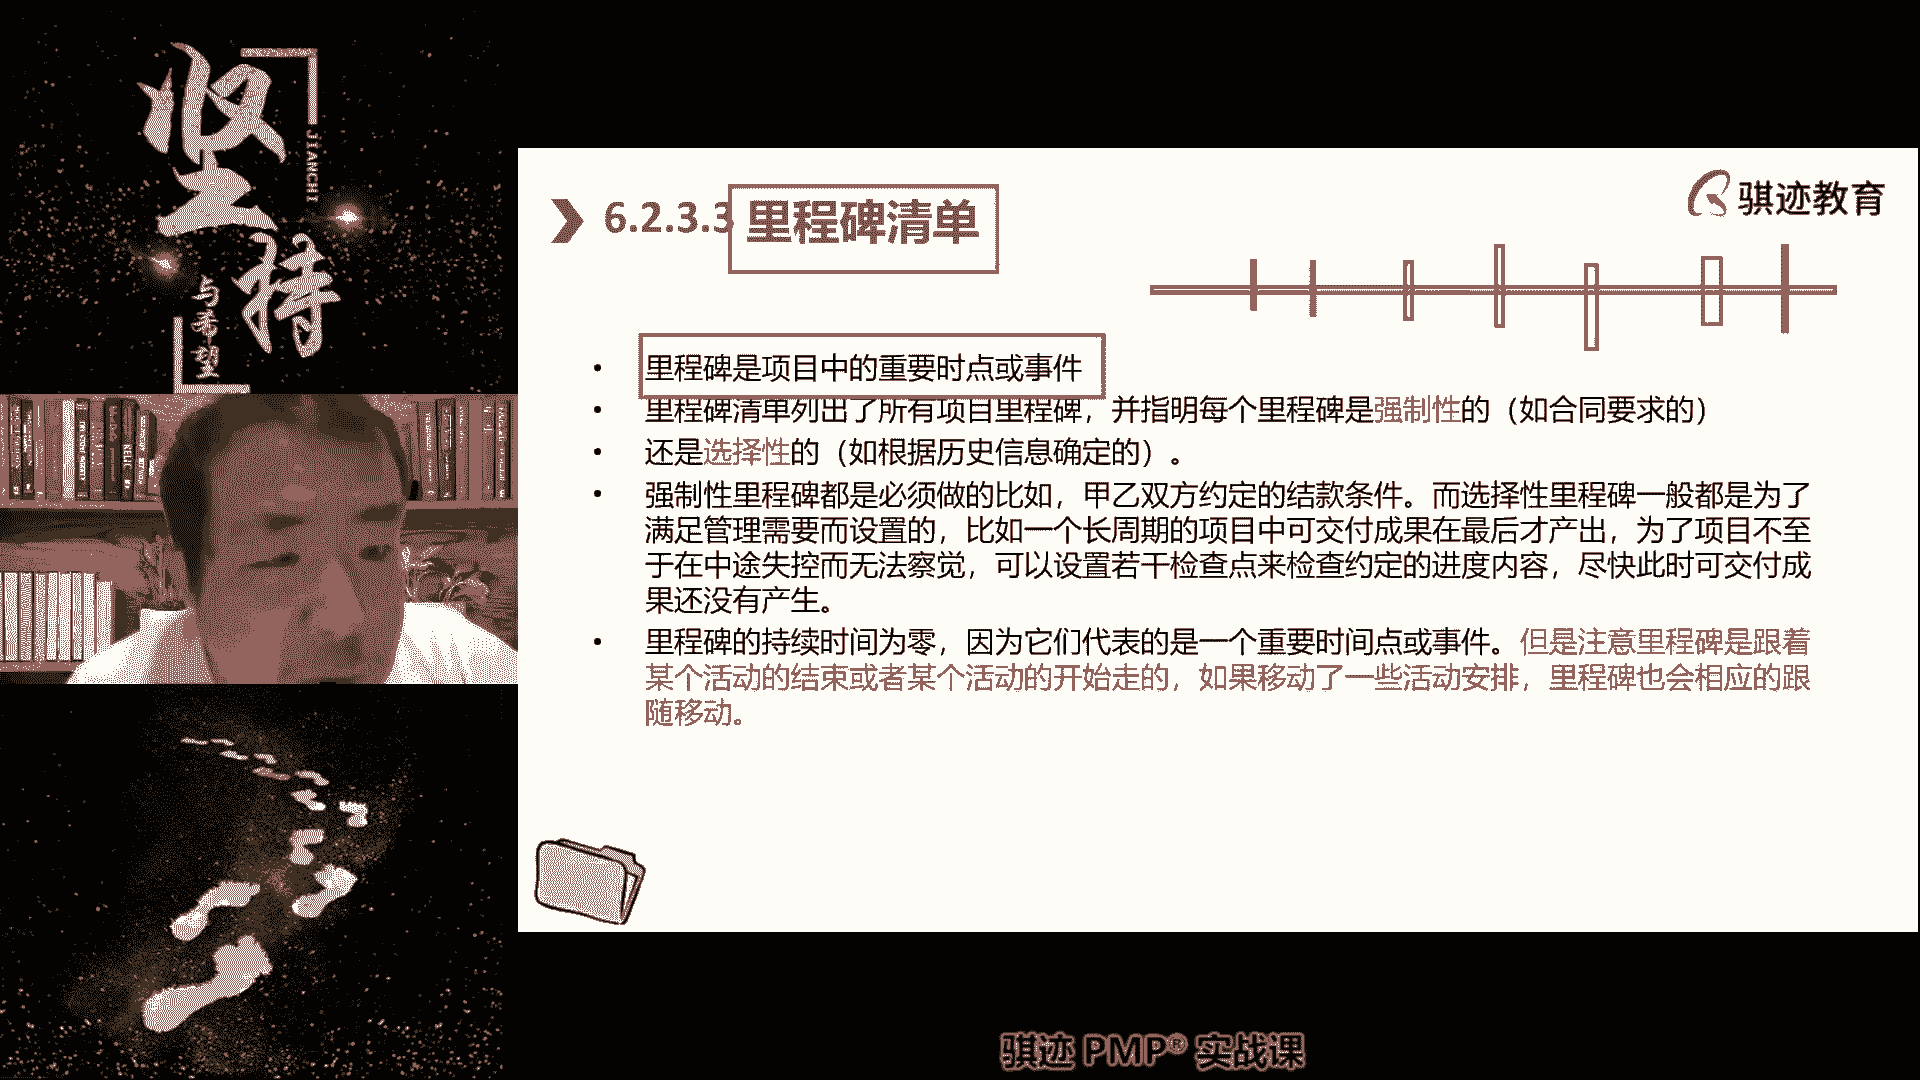 坚持
JIANCHI
与希望
6.2.3.3 里程碑清单
骐迹教育
• 里程碑是项目中的重要时点或事件
• 里程碑清单列出了所有项目里程碑，并指明每个里程碑是强制性的（如合同要求的）
• 还是选择性的（如根据历史信息确定的）。
• 强制性里程碑都是必须做的比如，甲乙双方约定的结款条件。而选择性里程碑一般都是为了
满足管理需要而设置的，比如一个长周期的项目中可交付成果在最后才产出，为了项目不至
于在中途失控而无法察觉，可以设置若干检查点来检查约定的进度内容，尽快此时可交付成
果还没有产生。
• 里程碑的持续时间为零，因为它们代表的是一个重要时间点或事件。但是注意里程碑是跟着
某个活动的结束或者某个活动的开始走的，如果移动了一些活动安排，里程碑也会相应的跟
随移动。
骐迹 PMP® 实战课